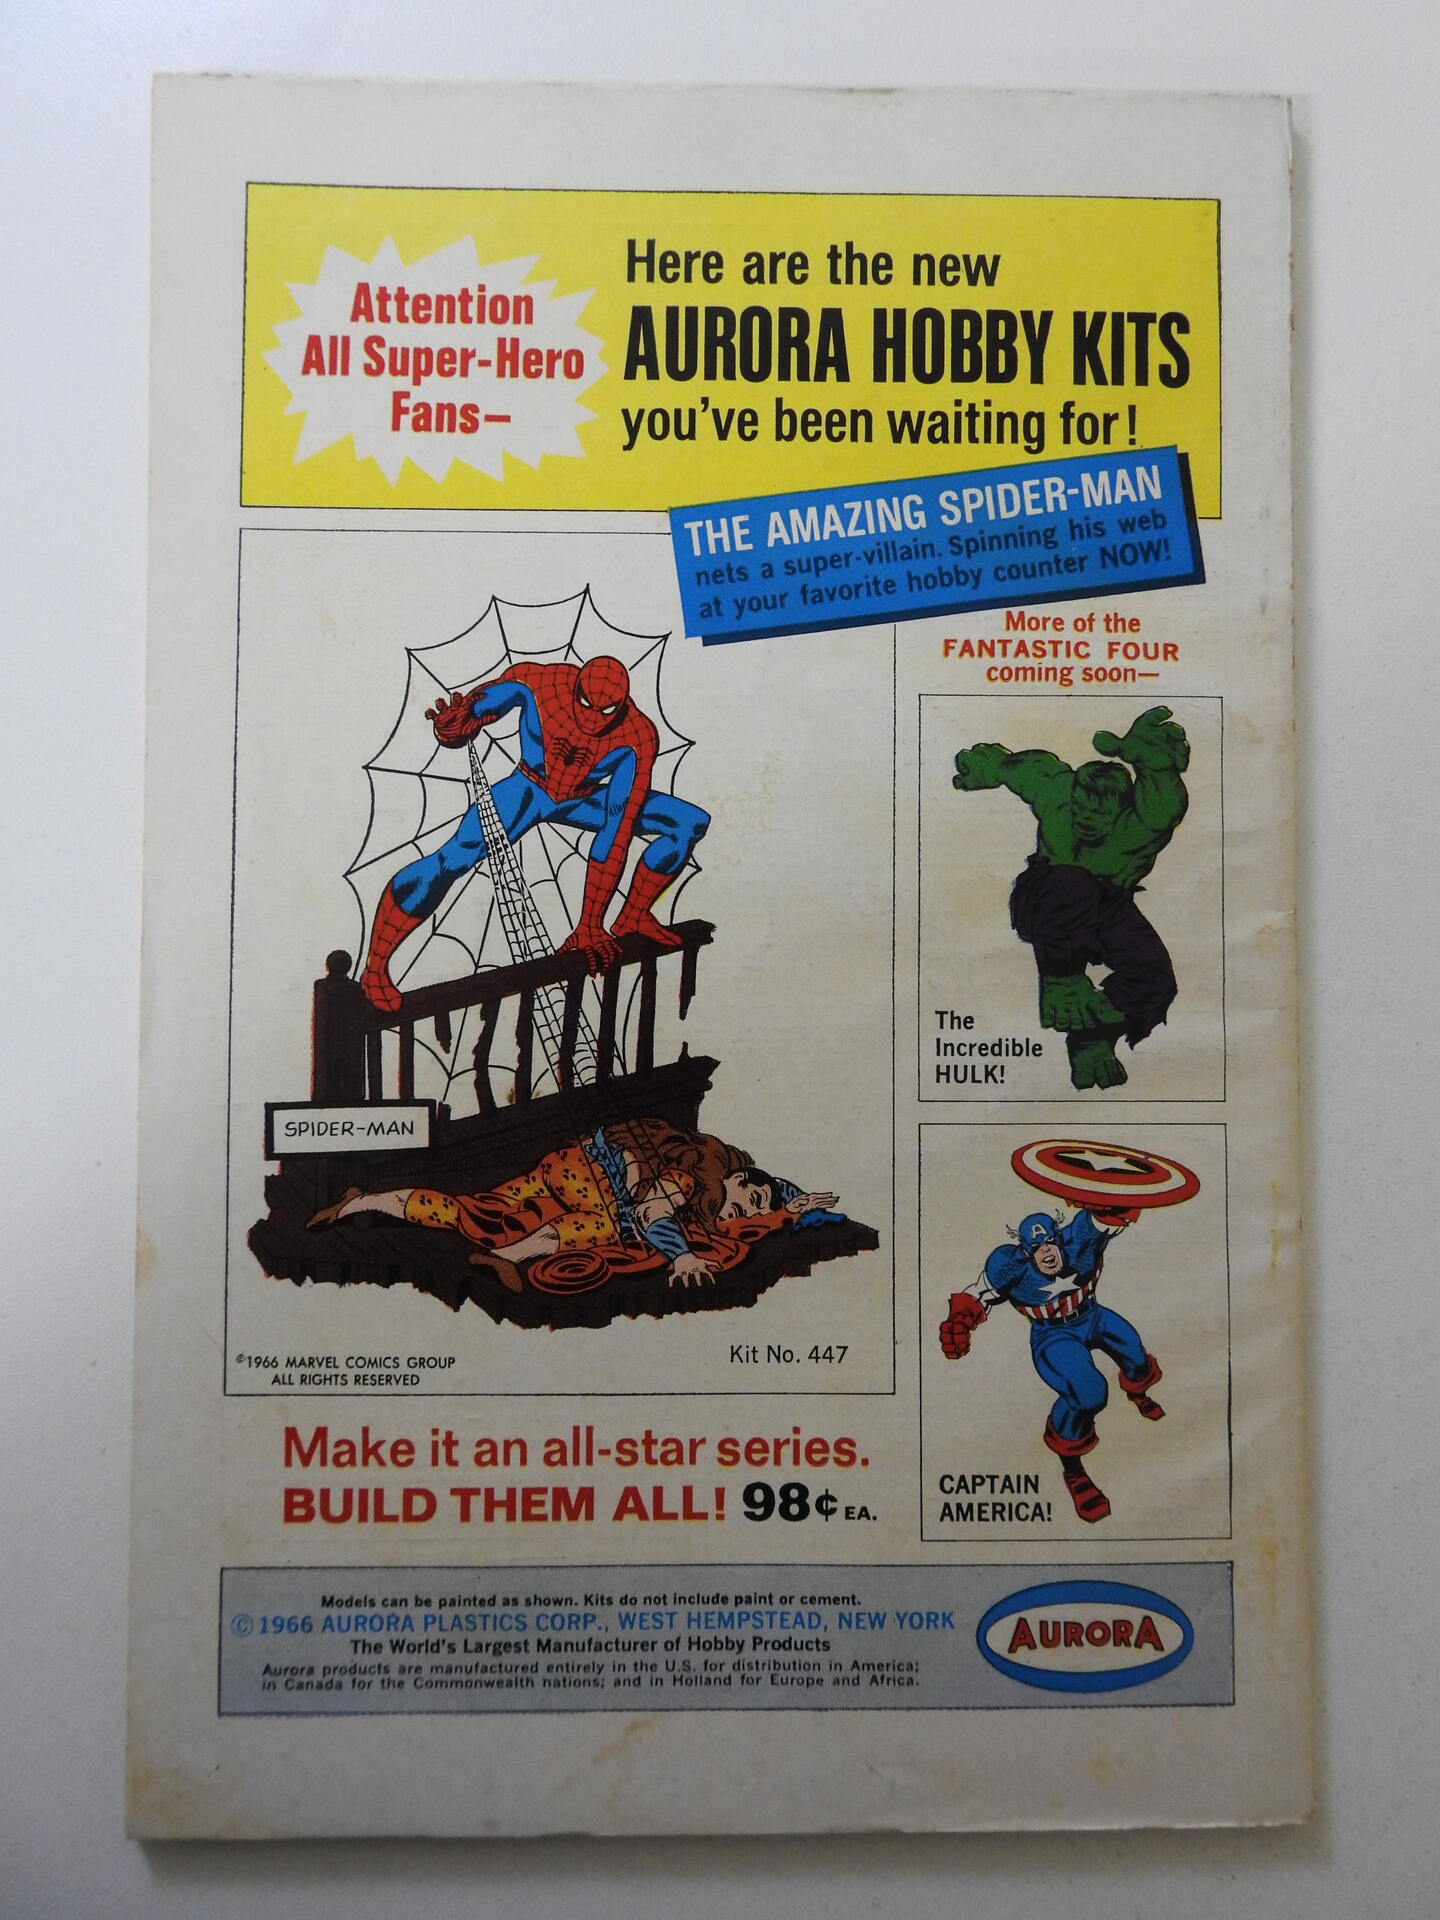 Attention
All Super-Hero
Fans—
Here are the new
AURORA HOBBY KITS
you've been waiting for!
THE AMAZING SPIDER-MAN
nets a super-villain. Spinning his web
at your favorite hobby counter NOW!
More of the
FANTASTIC FOUR
coming soon—
The
Incredible
HULK!
SPIDER-MAN
Kit No. 447
©1966 MARVEL COMICS GROUP
ALL RIGHTS RESERVED
CAPTAIN
AMERICA!
Make it an all-star series.
BUILD THEM ALL! 98¢ EA.
Models can be painted as shown. Kits do not include paint or cement.
© 1966 AURORA PLASTICS CORP., WEST HEMPSTEAD, NEW YORK
The World's Largest Manufacturer of Hobby Products
Aurora products are manufactured entirely in the U.S. for distribution in America;
in Canada for the Commonwealth nations; and in Holland for Europe and Africa.
AURORA